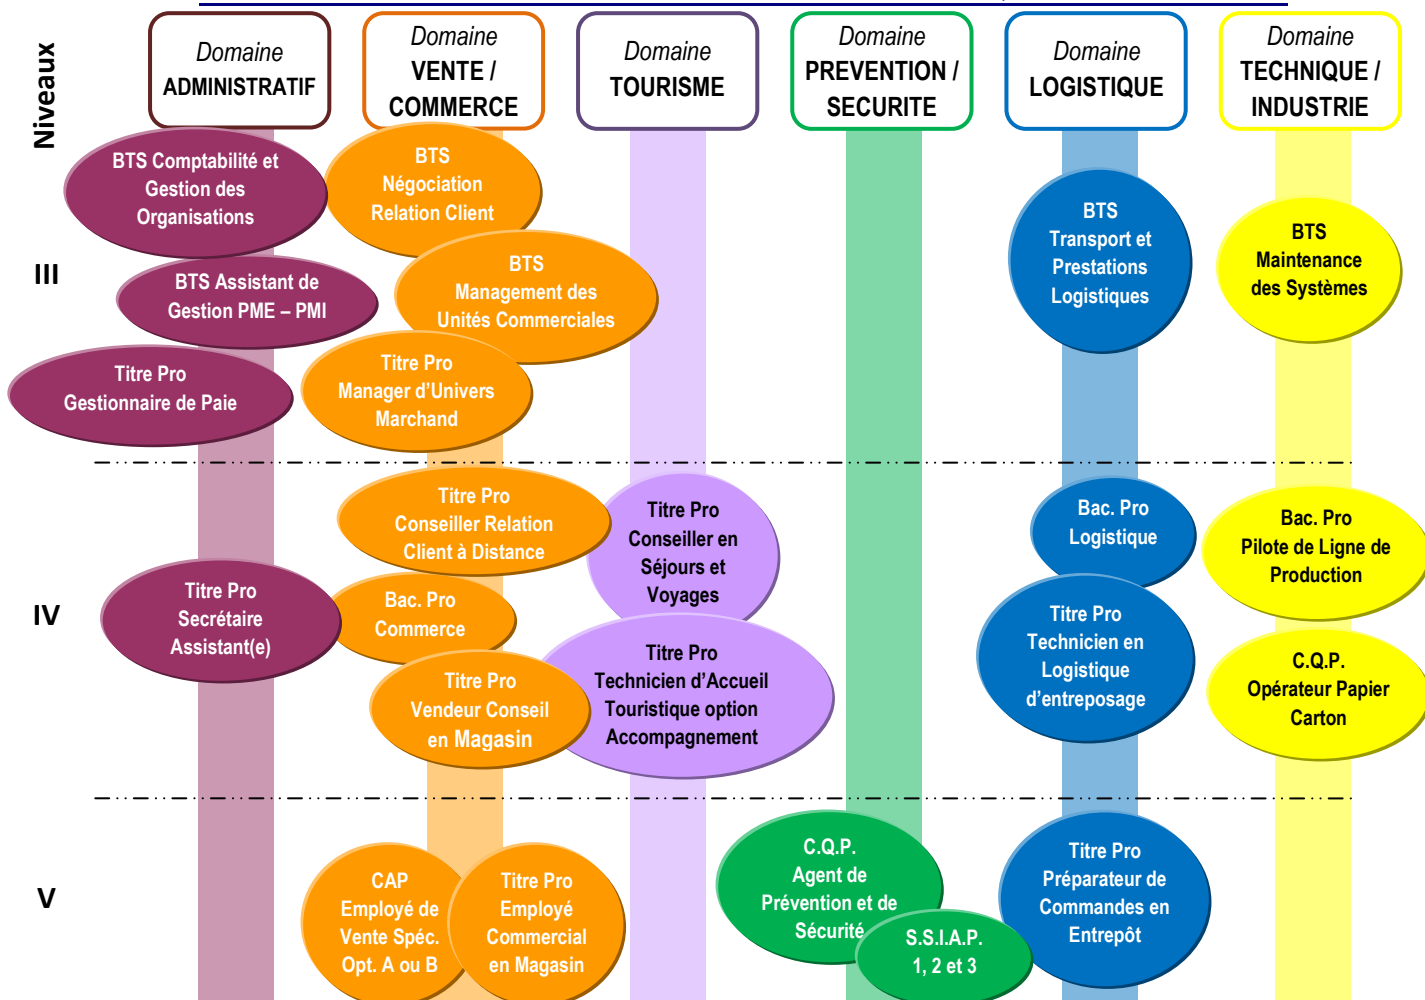 Niveaux
Domaine
ADMINISTRATIF
Domaine
VENTE /
COMMERCE
Domaine
TOURISME
Domaine
PREVENTION /
SECURITE
Domaine
LOGISTIQUE
Domaine
TECHNIQUE /
INDUSTRIE
III
BTS Comptabilité et
Gestion des
Organisations
BTS Assistant de
Gestion PME – PMI
Titre Pro
Gestionnaire de Paie
BTS
Négociation
Relation Client
BTS
Management des
Unités Commerciales
Titre Pro
Manager d'Univers
Marchand
BTS
Transport et
Prestations
Logistiques
BTS
Maintenance
des Systèmes
IV
Titre Pro
Secrétaire
Assistant(e)
Titre Pro
Conseiller Relation
Client à Distance
Bac. Pro
Commerce
Titre Pro
Vendeur Conseil
en Magasin
Titre Pro
Conseiller en
Séjours et
Voyages
Titre Pro
Technicien d'Accueil
Touristique option
Accompagnement
Bac. Pro
Logistique
Titre Pro
Technicien en
Logistique
d'entreposage
Bac. Pro
Pilote de Ligne de
Production
C.Q.P.
Opérateur Papier
Carton
V
CAP
Employé de
Vente Spéc.
Opt. A ou B
Titre Pro
Employé
Commercial
en Magasin
C.Q.P.
Agent de
Prévention et de
Sécurité
S.S.I.A.P.
1, 2 et 3
Titre Pro
Préparateur de
Commandes en
Entrepôt